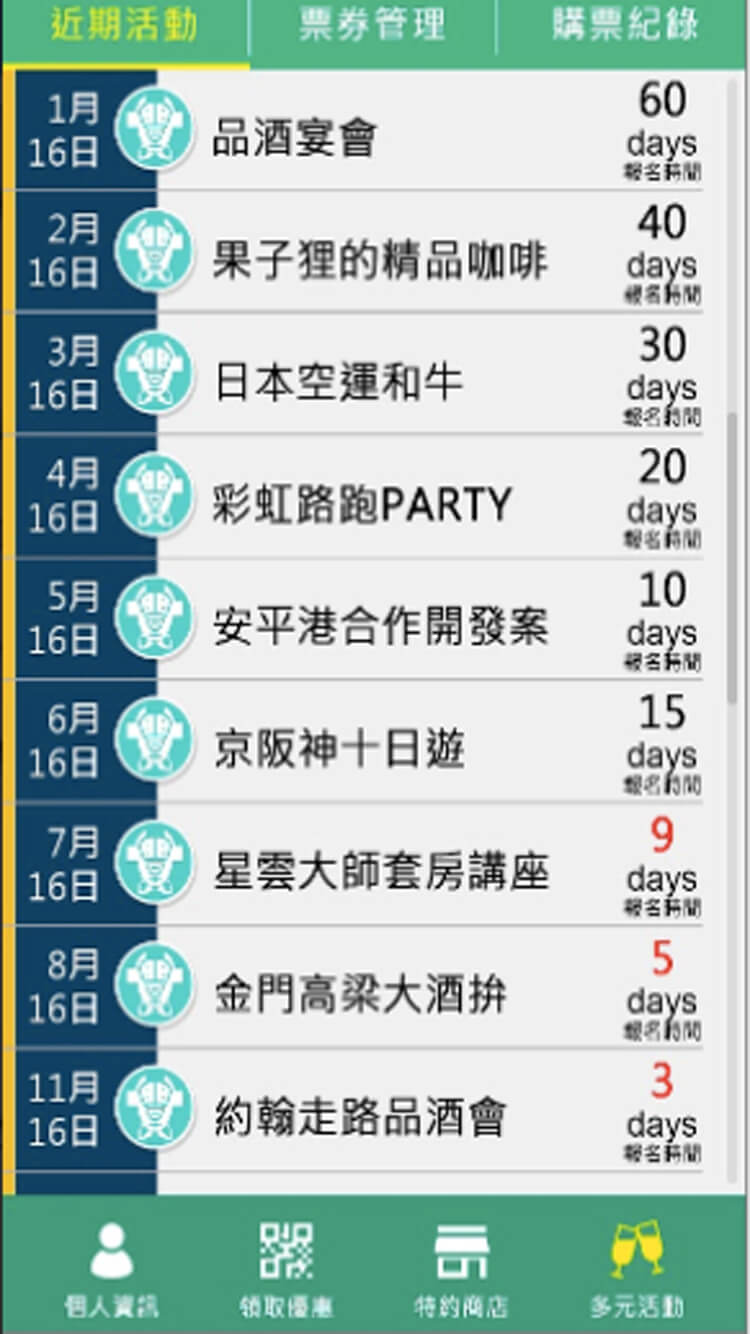 近期活動 票券管理 購票紀錄
1月
16日
品酒宴會
60
days
報名時間
2月
16日
果子狸的精品咖啡
40
days
報名時間
3月
16日
日本空運和牛
30
days
報名時間
4月
16日
彩虹路跑PARTY
20
days
報名時間
5月
16日
安平港合作開發案
10
days
報名時間
6月
16日
京阪神十日遊
15
days
報名時間
7月
16日
星雲大師套房講座
9
days
報名時間
8月
16日
金門高梁大酒拚
5
days
報名時間
11月
16日
約翰走路品酒會
3
days
報名時間
個人資訊 領取優惠 特約商店 多元活動